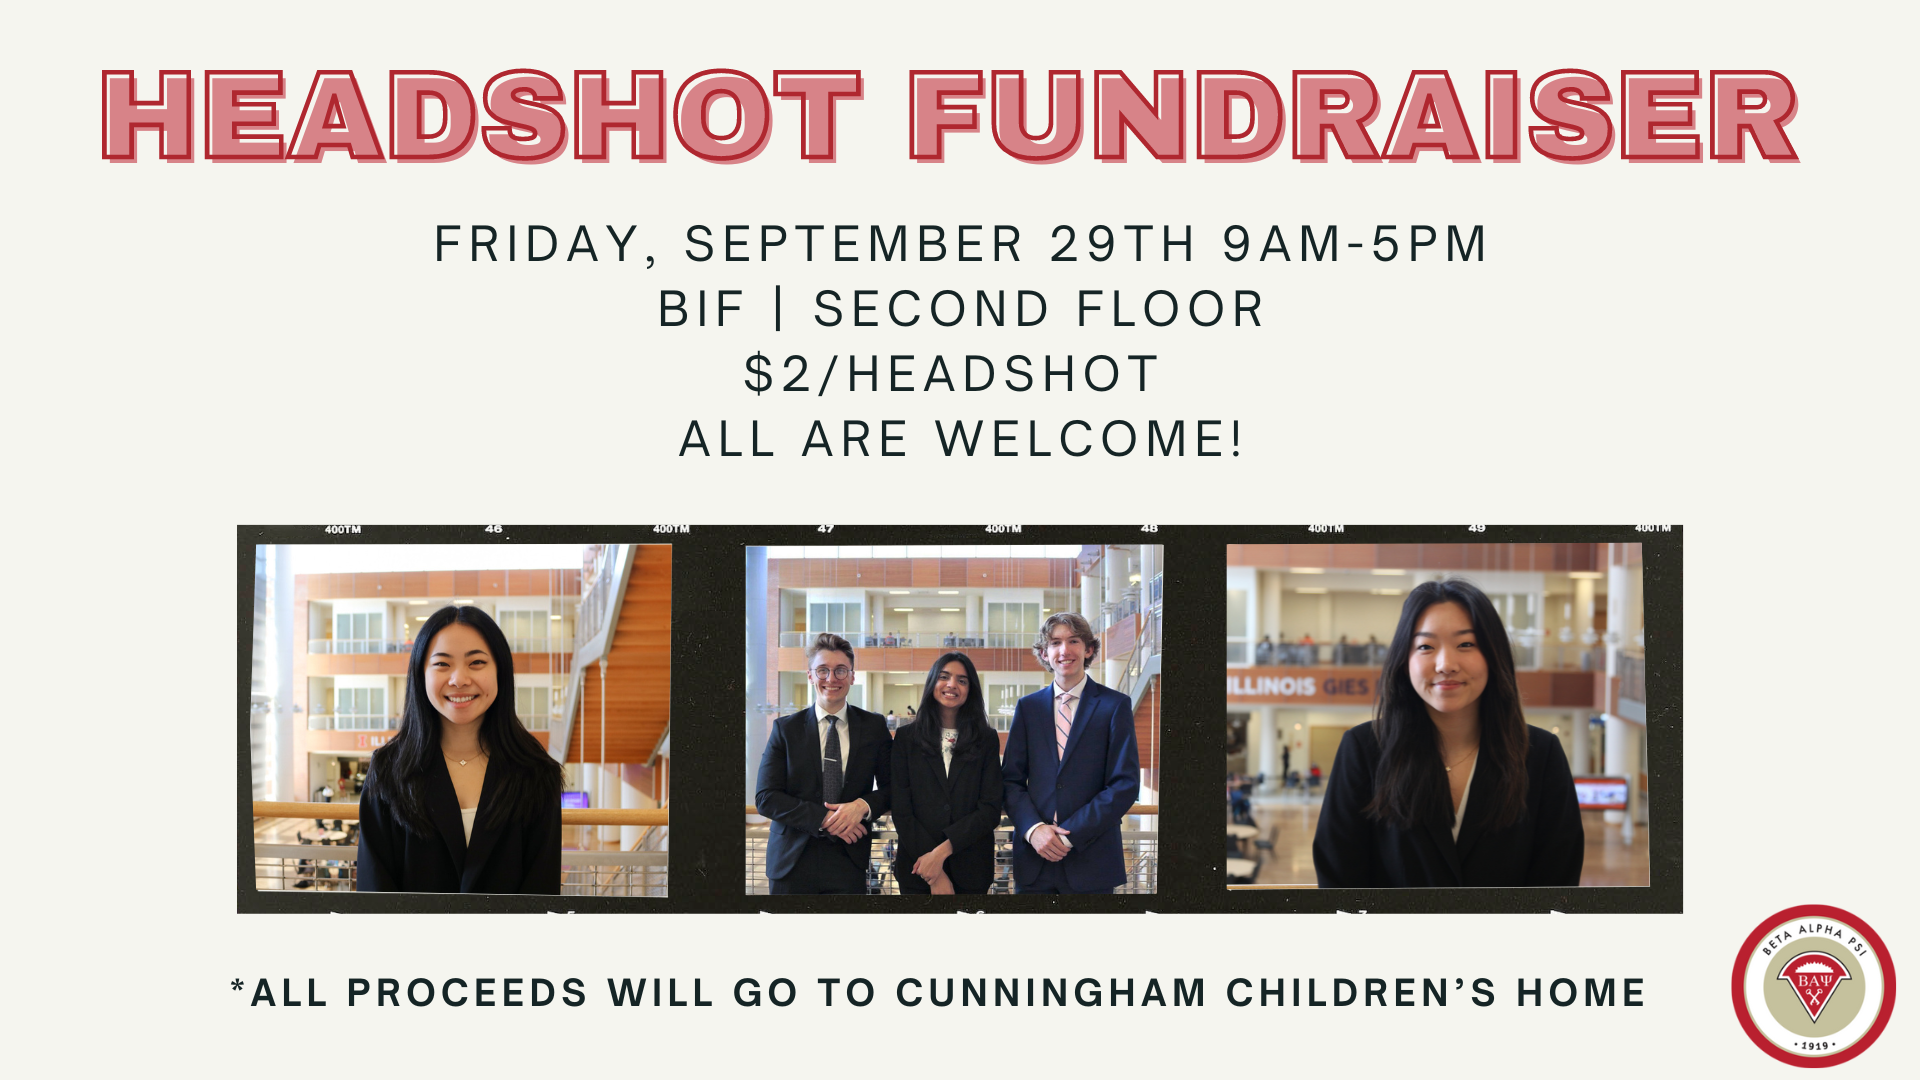 HEADSHOT FUNDRAISER
FRIDAY, SEPTEMBER 29TH 9AM-5PM
BIF | SECOND FLOOR
$2/HEADSHOT
ALL ARE WELCOME!
400TM 46 400TM 47 400TM 48 400TM 49 400TM
ILLINOIS GIES
*ALL PROCEEDS WILL GO TO CUNNINGHAM CHILDREN'S HOME
BETA ALPHA PSI
ΒΑΨ
• 1919 •